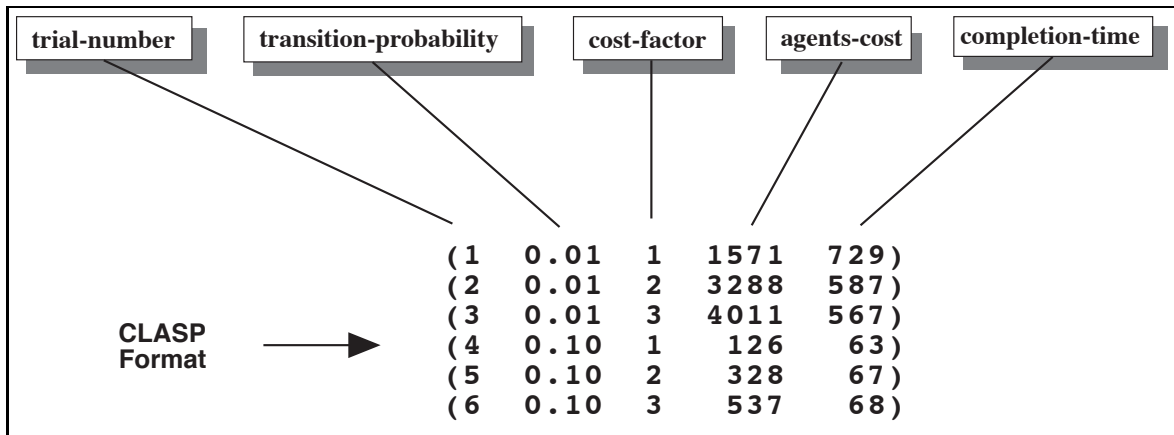 trial-number transition-probability cost-factor agents-cost completion-time
(1 0.01 1 1571 729)
(2 0.01 2 3288 587)
(3 0.01 3 4011 567)
(4 0.10 1 126 63)
(5 0.10 2 328 67)
(6 0.10 3 537 68)
CLASP
Format